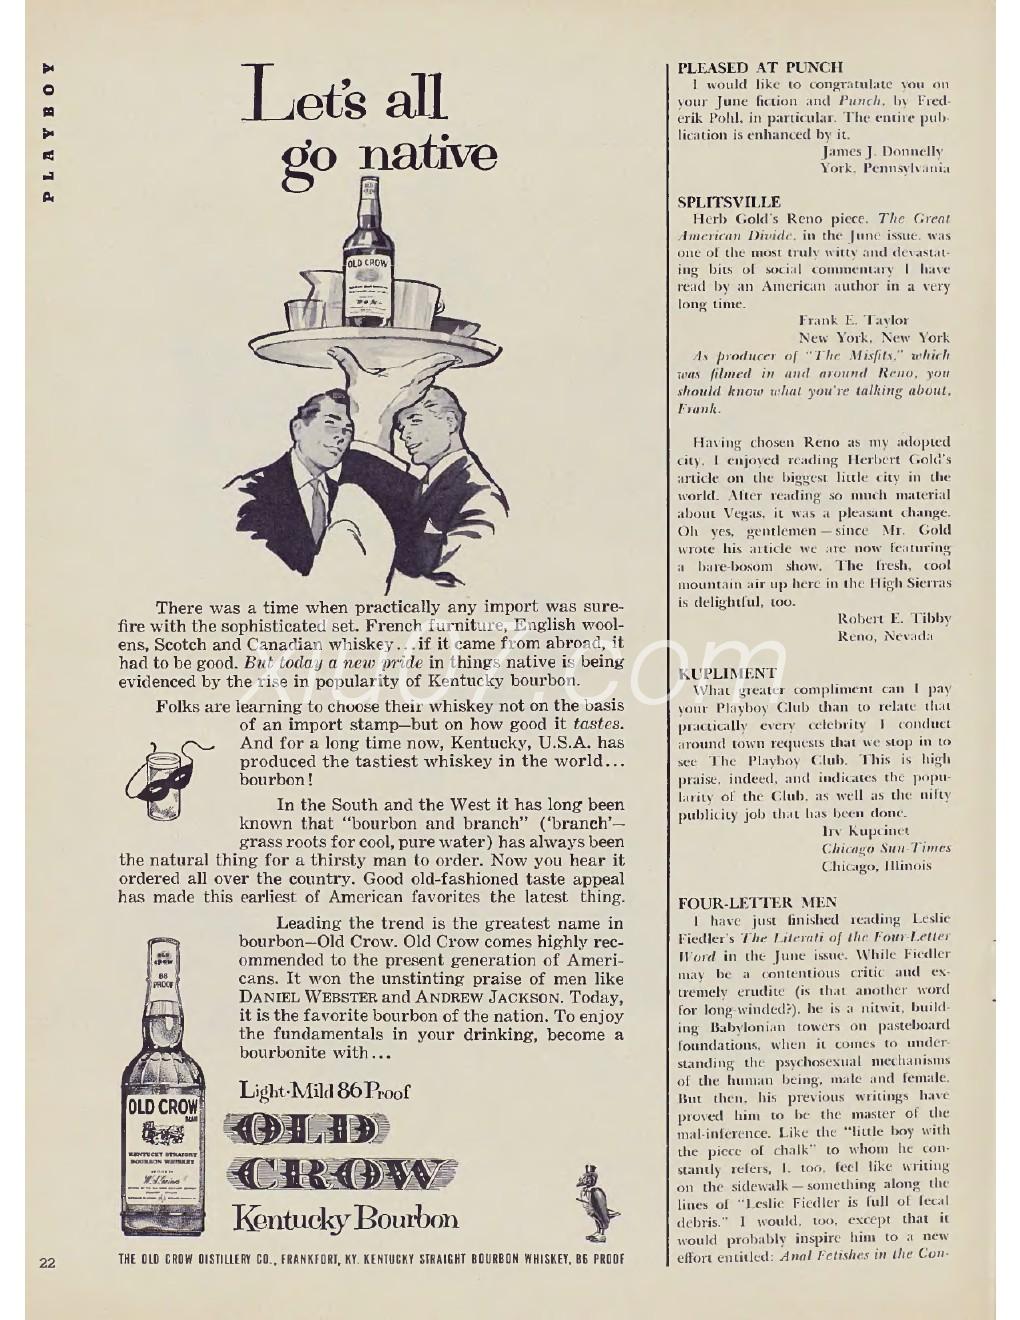 PLAYBOY
Let's all
go native
OLD CROW
There was a time when practically any import was sure-
fire with the sophisticated set. French furniture, English wool-
ens, Scotch and Canadian whiskey...if it came from abroad, it
had to be good. But today a new pride in things native is being
evidenced by the rise in popularity of Kentucky bourbon.
Folks are learning to choose their whiskey not on the basis
of an import stamp—but on how good it tastes.
And for a long time now, Kentucky, U.S.A. has
produced the tastiest whiskey in the world...
bourbon!
In the South and the West it has long been
known that "bourbon and branch" ('branch'—
grass roots for cool, pure water) has always been
the natural thing for a thirsty man to order. Now you hear it
ordered all over the country. Good old-fashioned taste appeal
has made this earliest of American favorites the latest thing.
Leading the trend is the greatest name in
bourbon—Old Crow. Old Crow comes highly rec-
ommended to the present generation of Ameri-
cans. It won the unstinting praise of men like
DANIEL WEBSTER and ANDREW JACKSON. Today,
it is the favorite bourbon of the nation. To enjoy
the fundamentals in your drinking, become a
bourbonite with...
OLD
CROW
86
PROOF
OLD CROW
KENTUCKY STRAIGHT
BOURBON WHISKEY
Light·Mild 86 Proof
OLD
CROW
Kentucky Bourbon
THE OLD CROW DISTILLERY CO., FRANKFORT, KY. KENTUCKY STRAIGHT BOURBON WHISKEY, 86 PROOF
22
PLEASED AT PUNCH
I would like to congratulate you on
your June fiction and Punch, by Fred-
erik Pohl, in particular. The entire pub-
lication is enhanced by it.
James J. Donnelly
York, Pennsylvania
SPLITSVILLE
Herb Gold's Reno piece, The Great
American Divide, in the June issue, was
one of the most truly witty and devastat-
ing bits of social commentary I have
read by an American author in a very
long time.
Frank E. Taylor
New York, New York
As producer of "The Misfits," which
was filmed in and around Reno, you
should know what you're talking about,
Frank.
Having chosen Reno as my adopted
city, I enjoyed reading Herbert Gold's
article on the biggest little city in the
world. After reading so much material
about Vegas, it was a pleasant change.
Oh yes, gentlemen — since Mr. Gold
wrote his article we are now featuring
a bare-bosom show. The fresh, cool
mountain air up here in the High Sierras
is delightful, too.
Robert E. Tibby
Reno, Nevada
KUPLIMENT
What greater compliment can I pay
your Playboy Club than to relate that
practically every celebrity I conduct
around town requests that we stop in to
see The Playboy Club. This is high
praise, indeed, and indicates the popu-
larity of the Club, as well as the nifty
publicity job that has been done.
Irv Kupcinet
Chicago Sun-Times
Chicago, Illinois
FOUR-LETTER MEN
I have just finished reading Leslie
Fiedler's The Literati of the Four-Letter
Word in the June issue. While Fiedler
may be a contentious critic and ex-
tremely erudite (is that another word
for long-winded?), he is a nitwit, build-
ing Babylonian towers on pasteboard
foundations, when it comes to under-
standing the psychosexual mechanisms
of the human being, male and female.
But then, his previous writings have
proved him to be the master of the
mal-inference. Like the "little boy with
the piece of chalk" to whom he con-
stantly refers, I, too, feel like writing
on the sidewalk — something along the
lines of "Leslie Fiedler is full of fecal
debris." I would, too, except that it
would probably inspire him to a new
effort entitled: Anal Fetishes in the Con-
xiu07.com